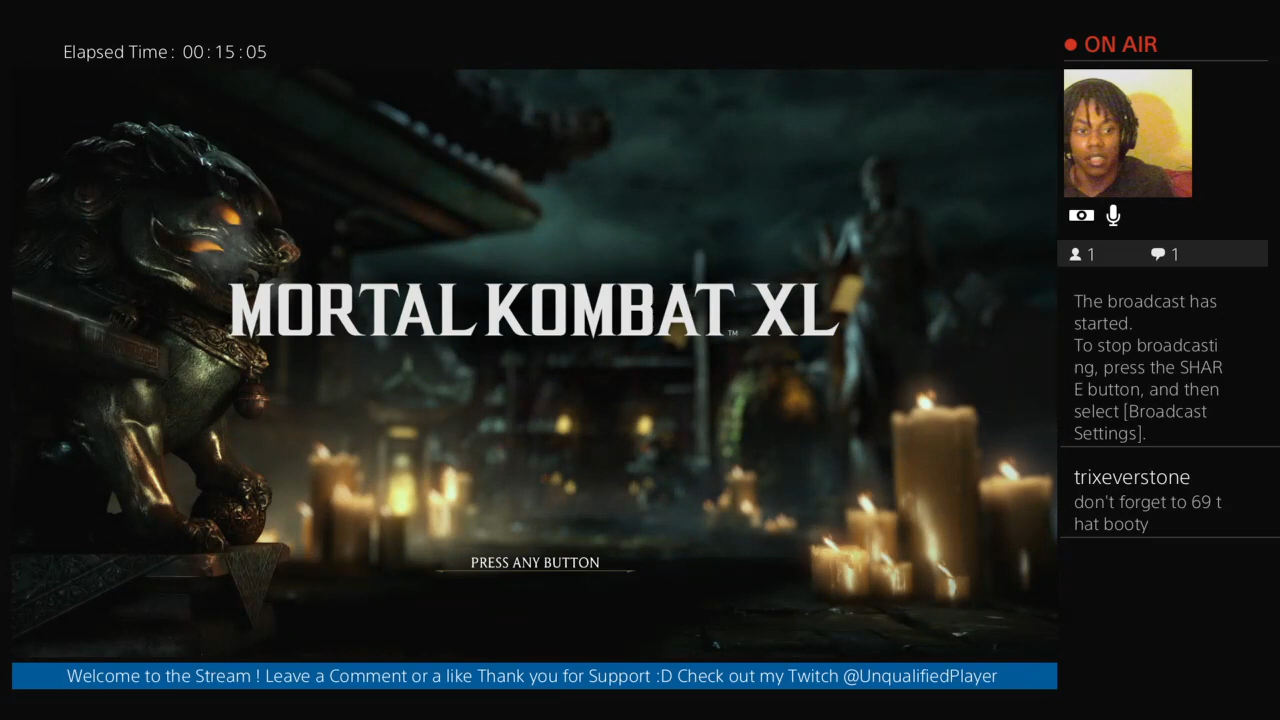 Elapsed Time: 00:15:05
ON AIR
MORTAL KOMBAT XL™
1 1
The broadcast has
started.
To stop broadcasti
ng, press the SHAR
E button, and then
select [Broadcast
Settings].
trixeverstone
don't forget to 69 t
hat booty
PRESS ANY BUTTON
Welcome to the Stream ! Leave a Comment or a like Thank you for Support :D Check out my Twitch @UnqualifiedPlayer